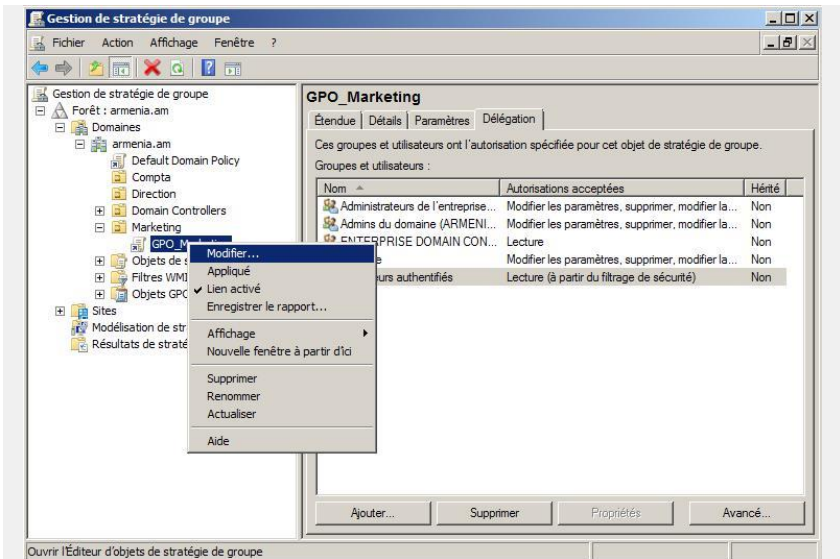 Gestion de stratégie de groupe
Fichier Action Affichage Fenêtre ?
Gestion de stratégie de groupe
Forêt : armenia.am
Domaines
armenia.am
Default Domain Policy
Compta
Direction
Domain Controllers
Marketing
GPO_M
Objets de s
Filtres WMI
Objets GPC
Sites
Modélisation de str
Résultats de straté
Modifier...
Appliqué
Lien activé
Enregistrer le rapport...
Affichage
Nouvelle fenêtre à partir d'ici
Supprimer
Renommer
Actualiser
Aide
GPO_Marketing
Étendue Détails Paramètres Délégation
Ces groupes et utilisateurs ont l'autorisation spécifiée pour cet objet de stratégie de groupe.
Groupes et utilisateurs :
Nom Autorisations acceptées Hérité
Administrateurs de l'entreprise... Modifier les paramètres, supprimer, modifier la... Non
Admins du domaine (ARMENI... Modifier les paramètres, supprimer, modifier la... Non
ENTERPRISE DOMAIN CON... Lecture Non
e Modifier les paramètres, supprimer, modifier la... Non
eurs authentifiés Lecture (à partir du filtrage de sécurité) Non
Ajouter... Supprimer Propriétés Avancé...
Ouvrir l'Éditeur d'objets de stratégie de groupe